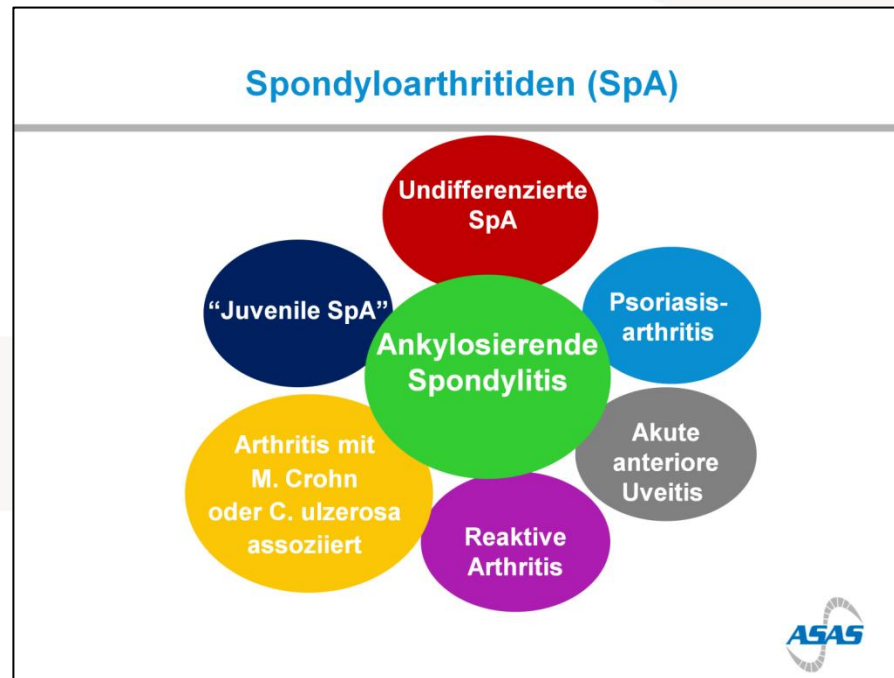 Spondyloarthritiden (SpA)
Undifferenzierte
SpA
“Juvenile SpA”
Psoriasis-
arthritis
Ankylosierende
Spondylitis
Arthritis mit
M. Crohn
oder C. ulzerosa
assoziiert
Akute
anteriore
Uveitis
Reaktive
Arthritis
ASAS